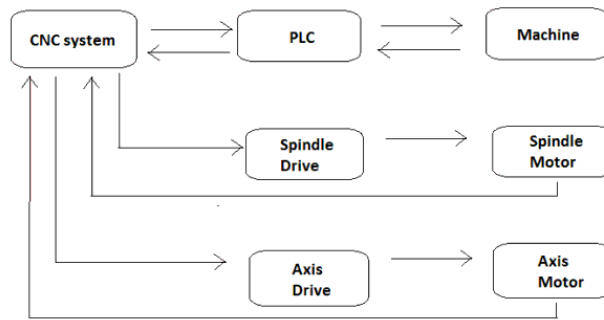 CNC system
PLC
Machine
Spindle
Drive
Spindle
Motor
Axis
Drive
Axis
Motor